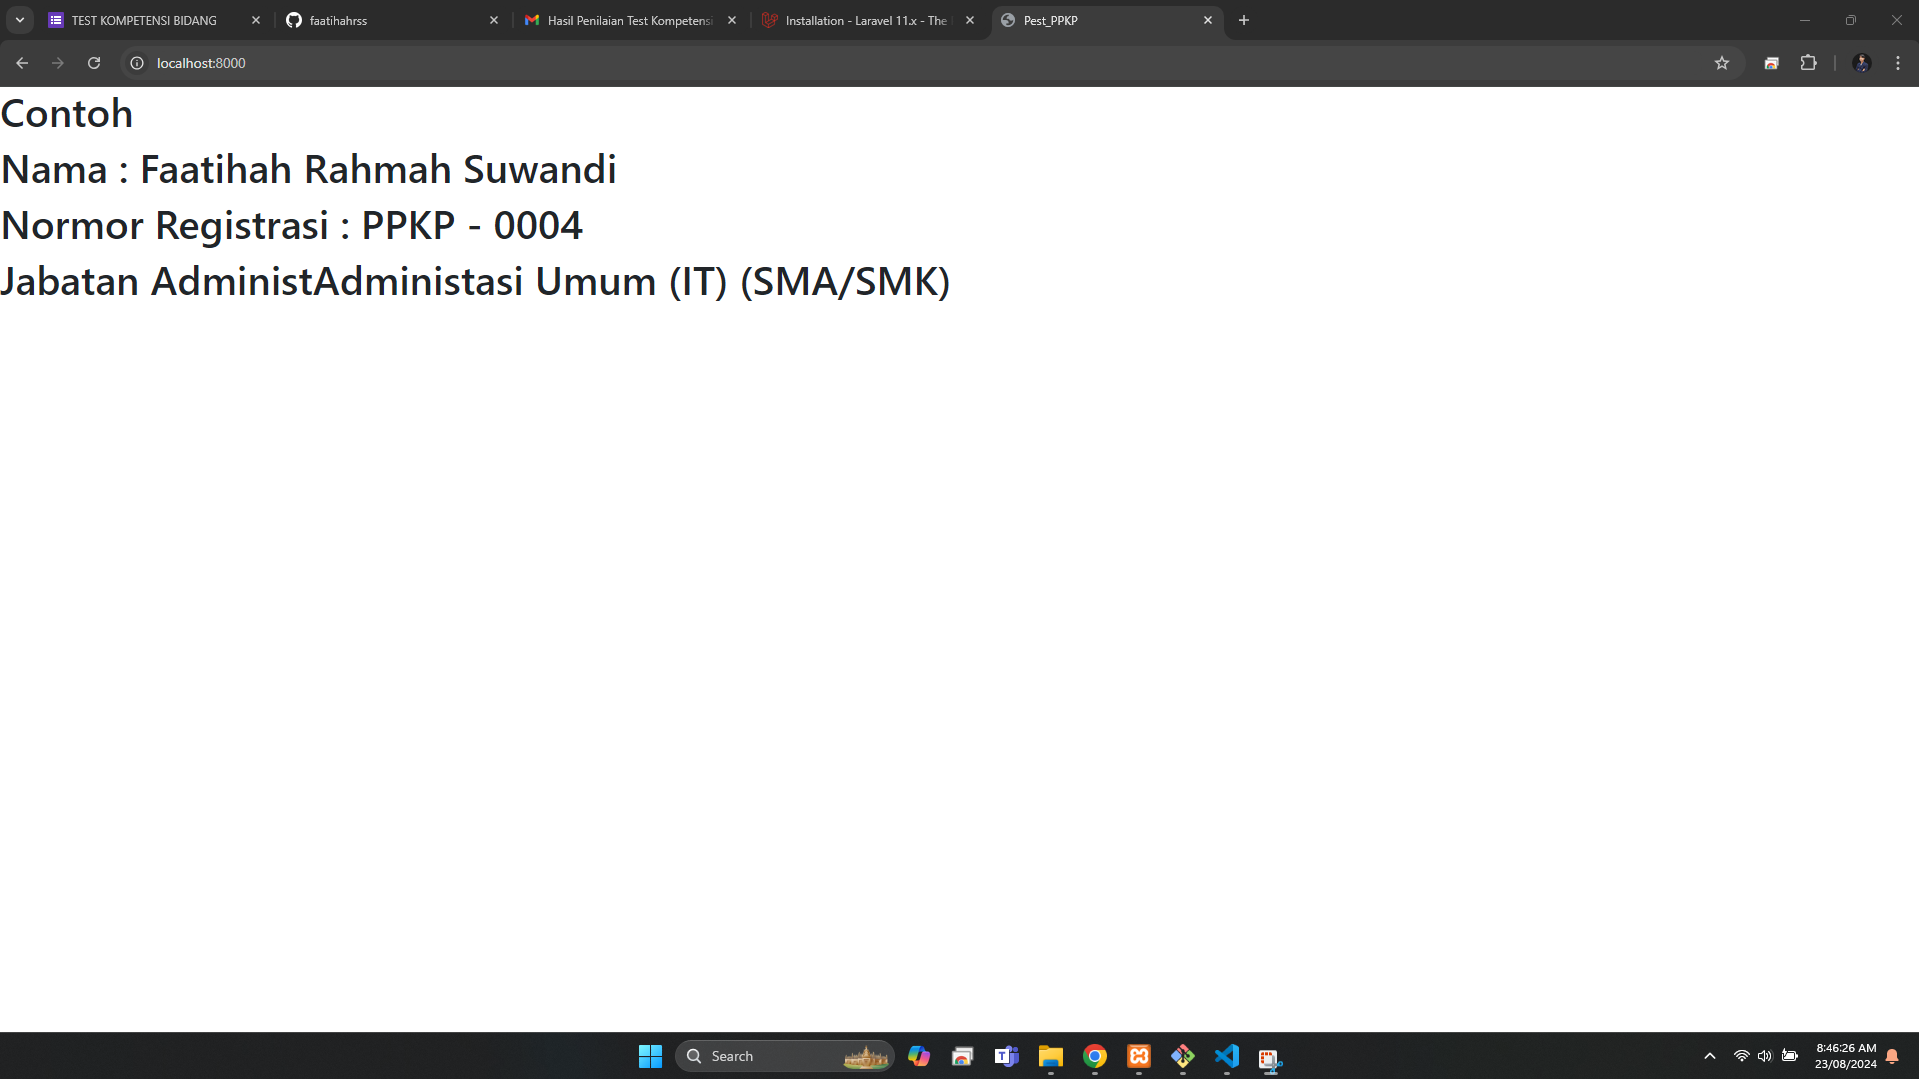 TEST KOMPETENSI BIDANG
faatihahrss
Hasil Penilaian Test Kompetensi
Installation - Laravel 11.x - The
Pest_PPKP
localhost:8000
Contoh
Nama : Faatihah Rahmah Suwandi
Normor Registrasi : PPKP - 0004
Jabatan AdministAdministasi Umum (IT) (SMA/SMK)
Search
8:46:26 AM
23/08/2024